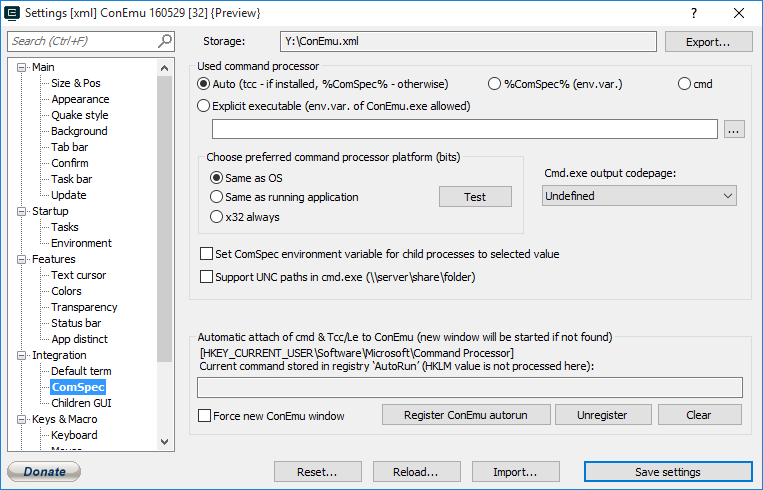 Settings [xml] ConEmu 160529 [32] {Preview}
?
Search (Ctrl+F)
Storage:
Y:\ConEmu.xml
Export...
Main
Size & Pos
Appearance
Quake style
Background
Tab bar
Confirm
Task bar
Update
Startup
Tasks
Environment
Features
Text cursor
Colors
Transparency
Status bar
App distinct
Integration
Default term
ComSpec
Children GUI
Keys & Macro
Keyboard
Used command processor
Auto (tcc - if installed, %ComSpec% - otherwise)
%ComSpec% (env.var.)
cmd
Explicit executable (env.var. of ConEmu.exe allowed)
...
Choose preferred command processor platform (bits)
Same as OS
Same as running application
x32 always
Test
Cmd.exe output codepage:
Undefined
Set ComSpec environment variable for child processes to selected value
Support UNC paths in cmd.exe (\\server\share\folder)
Automatic attach of cmd & Tcc/Le to ConEmu (new window will be started if not found)
[HKEY_CURRENT_USER\Software\Microsoft\Command Processor]
Current command stored in registry ‘AutoRun’ (HKLM value is not processed here):
Force new ConEmu window
Register ConEmu autorun
Unregister
Clear
Donate
Reset...
Reload...
Import...
Save settings